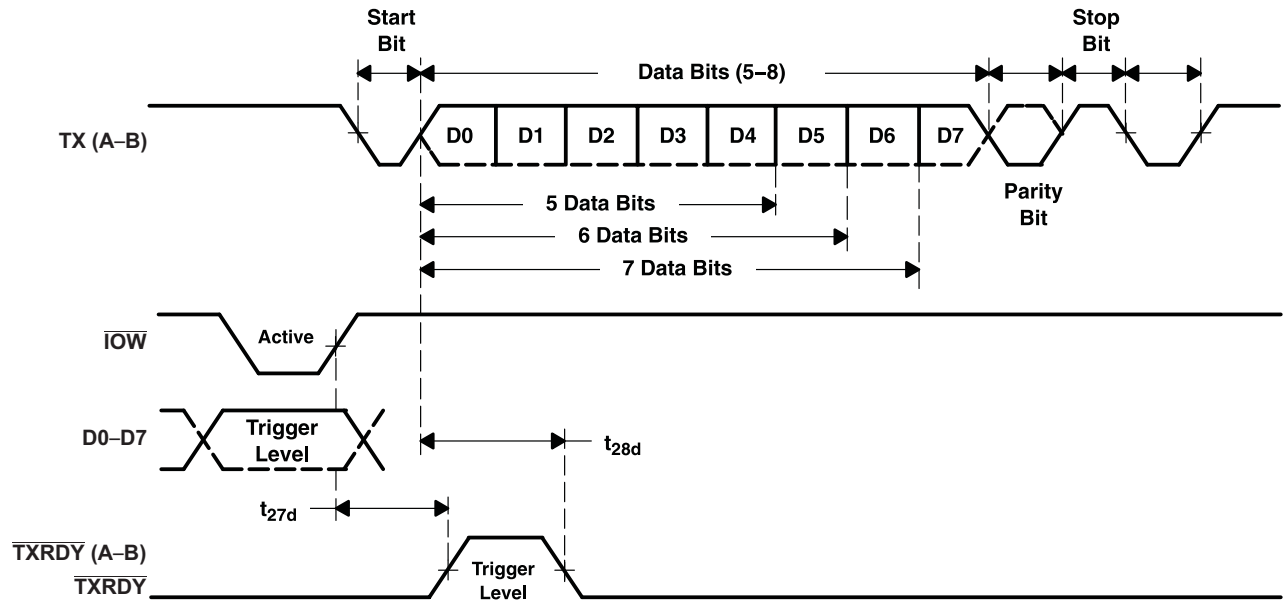 Start
Bit
Data Bits (5–8)
Stop
Bit
TX (A–B)
D0 D1 D2 D3 D4 D5 D6 D7
Parity
Bit
5 Data Bits
6 Data Bits
7 Data Bits
IOW
Active
D0–D7
Trigger
Level
t28d
t27d
TXRDY (A–B)
TXRDY
Trigger
Level